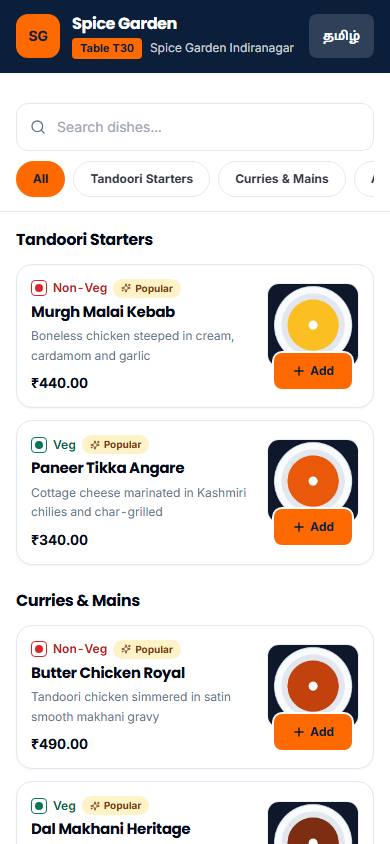 SG
Spice Garden
Table T30 Spice Garden Indiranagar
தமிழ்
Search dishes...
All
Tandoori Starters
Curries & Mains
Tandoori Starters
Non-Veg
Popular
Murgh Malai Kebab
Boneless chicken steeped in cream,
cardamom and garlic
₹440.00
+ Add
Veg
Popular
Paneer Tikka Angare
Cottage cheese marinated in Kashmiri
chilies and char-grilled
₹340.00
+ Add
Curries & Mains
Non-Veg
Popular
Butter Chicken Royal
Tandoori chicken simmered in satin
smooth makhani gravy
₹490.00
+ Add
Veg
Popular
Dal Makhani Heritage